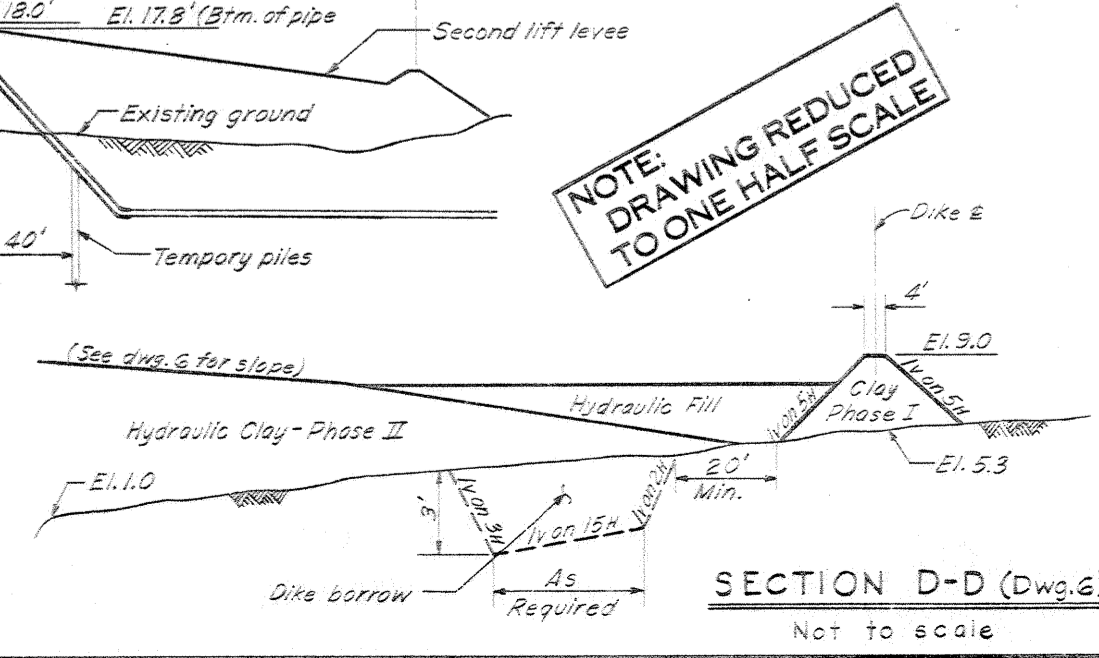 18.0'
El. 17.8' (Btm. of pipe
Second lift levee
Existing ground
40'
Tempory piles
NOTE:
DRAWING REDUCED
TO ONE HALF SCALE
Dike ℄
4'
El. 9.0
(See dwg. 6 for slope)
Hydraulic Fill
1v on 5H
Clay
Phase I
1v on 5H
Hydraulic Clay - Phase II
El. 1.0
El. 5.3
20'
Min.
3'
1v on 3H
1v on 15H
1v on 2H
Dike borrow
As
Required
SECTION D-D (Dwg. 6)
Not to scale